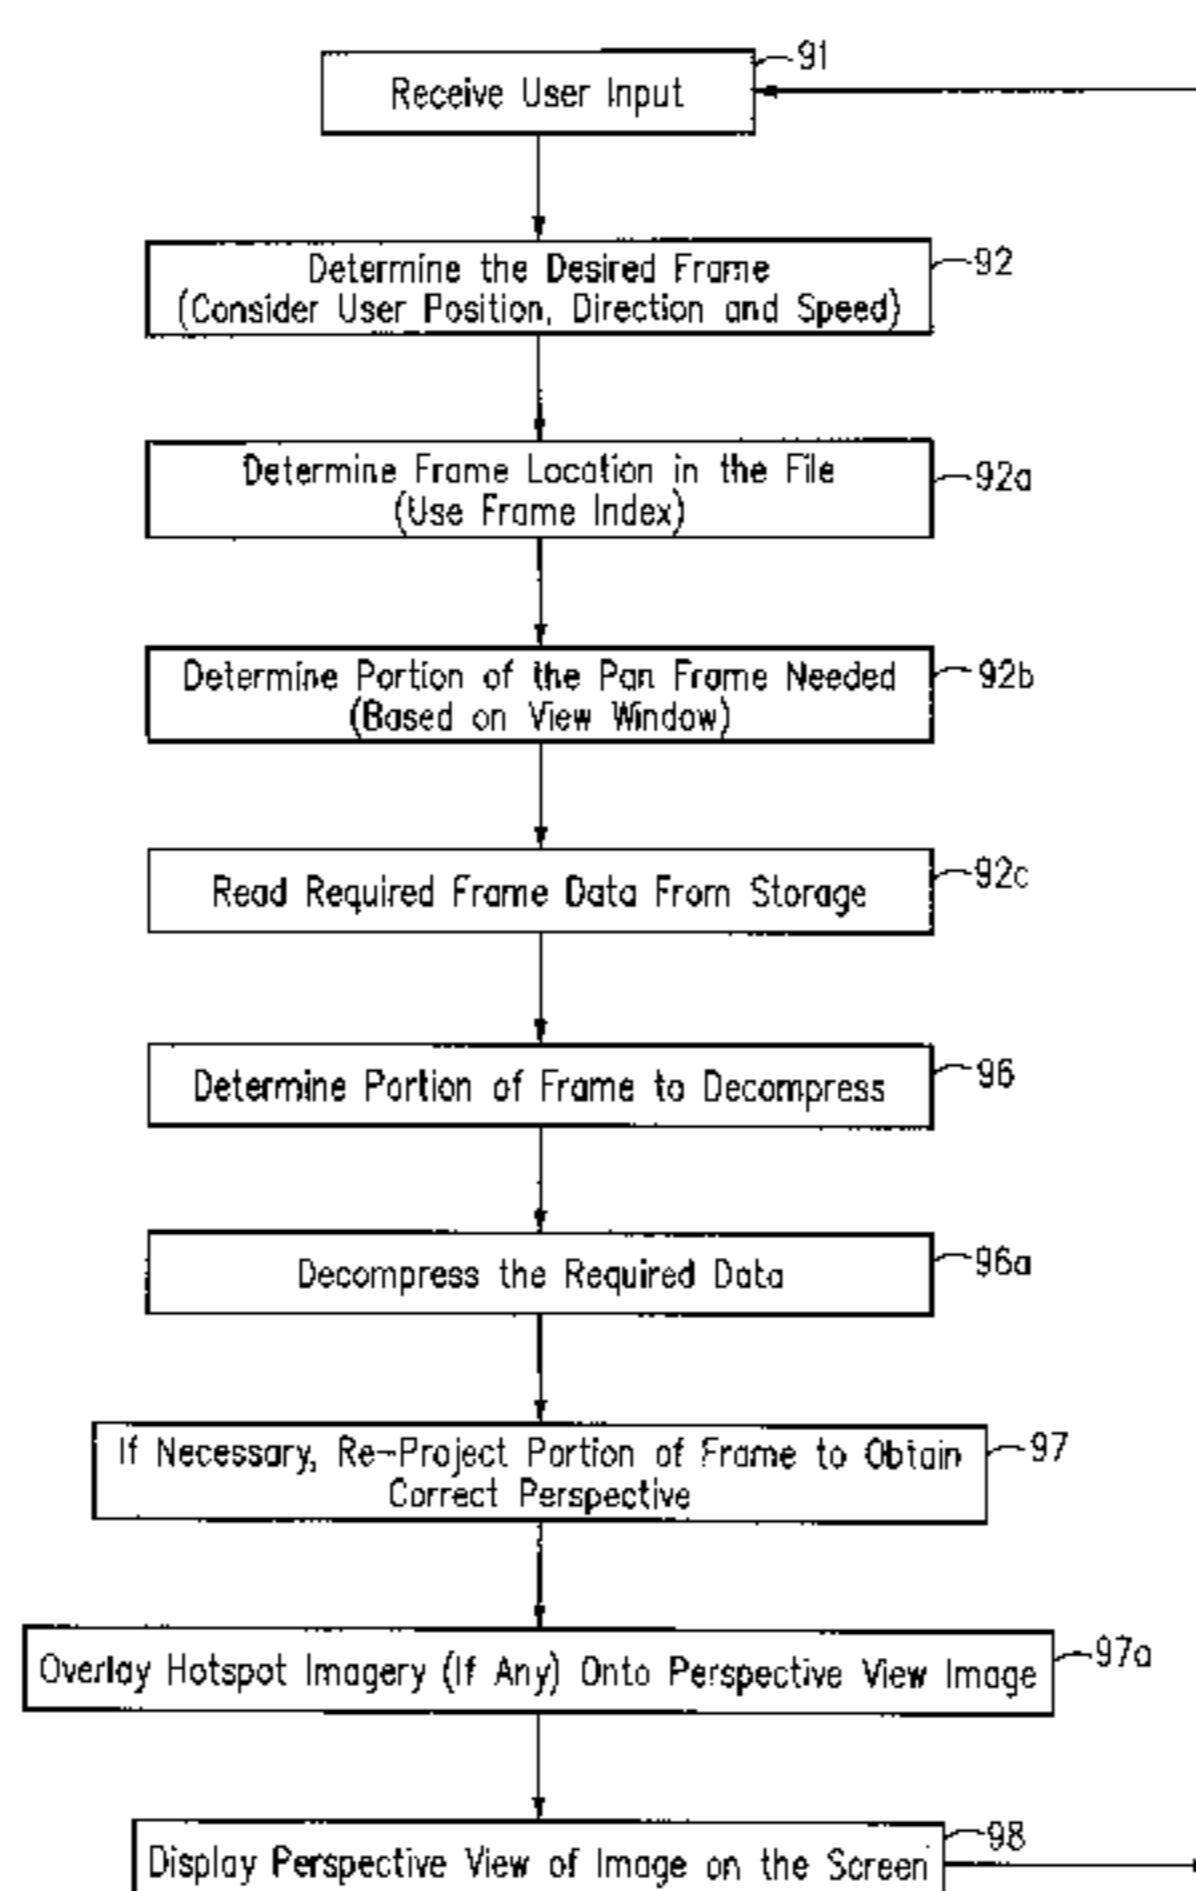 91
Receive User Input
92
Determine the Desired Frame
(Consider User Position, Direction and Speed)
92a
Determine Frame Location in the File
(Use Frame Index)
92b
Determine Portion of the Pan Frame Needed
(Based on View Window)
92c
Read Required Frame Data From Storage
96
Determine Portion of Frame to Decompress
96a
Decompress the Required Data
97
If Necessary, Re-Project Portion of Frame to Obtain
Correct Perspective
97a
Overlay Hotspot Imagery (If Any) Onto Perspective View Image
98
Display Perspective View of Image on the Screen